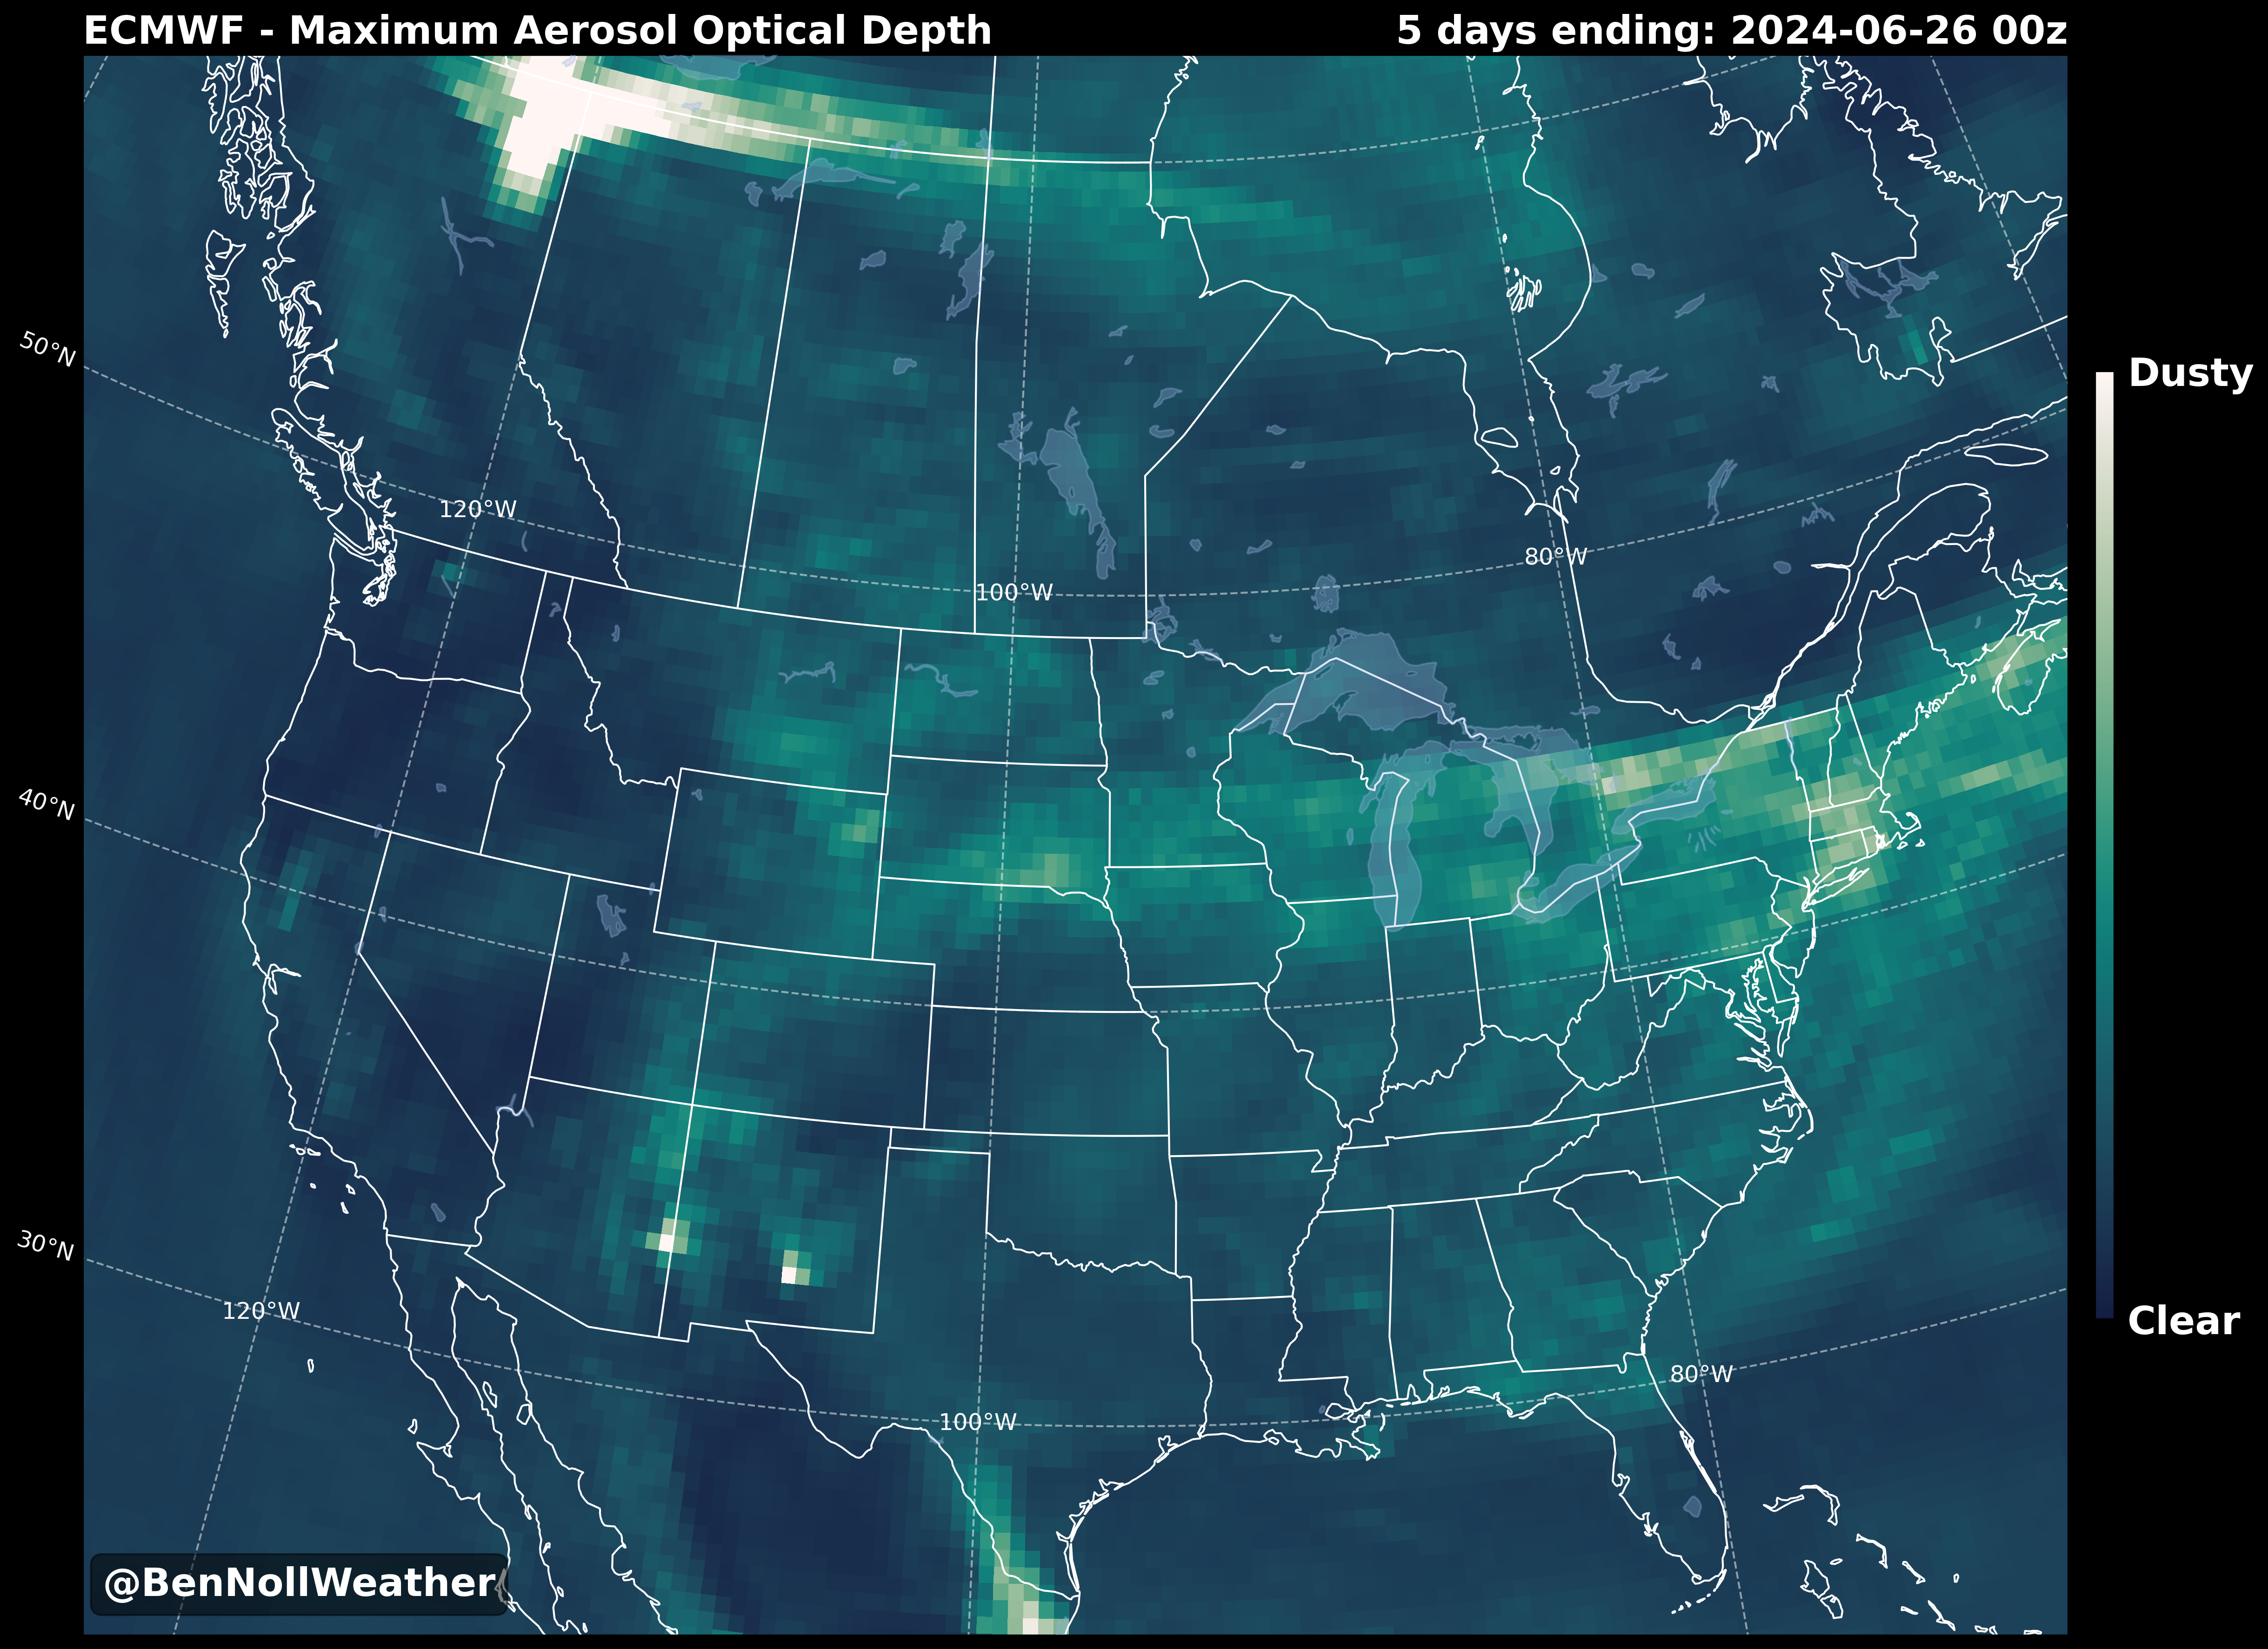 ECMWF - Maximum Aerosol Optical Depth
5 days ending: 2024-06-26 00z
50°N
Dusty
120°W
80°W
100°W
40°N
30°N
120°W
Clear
80°W
100°W
@BenNollWeather